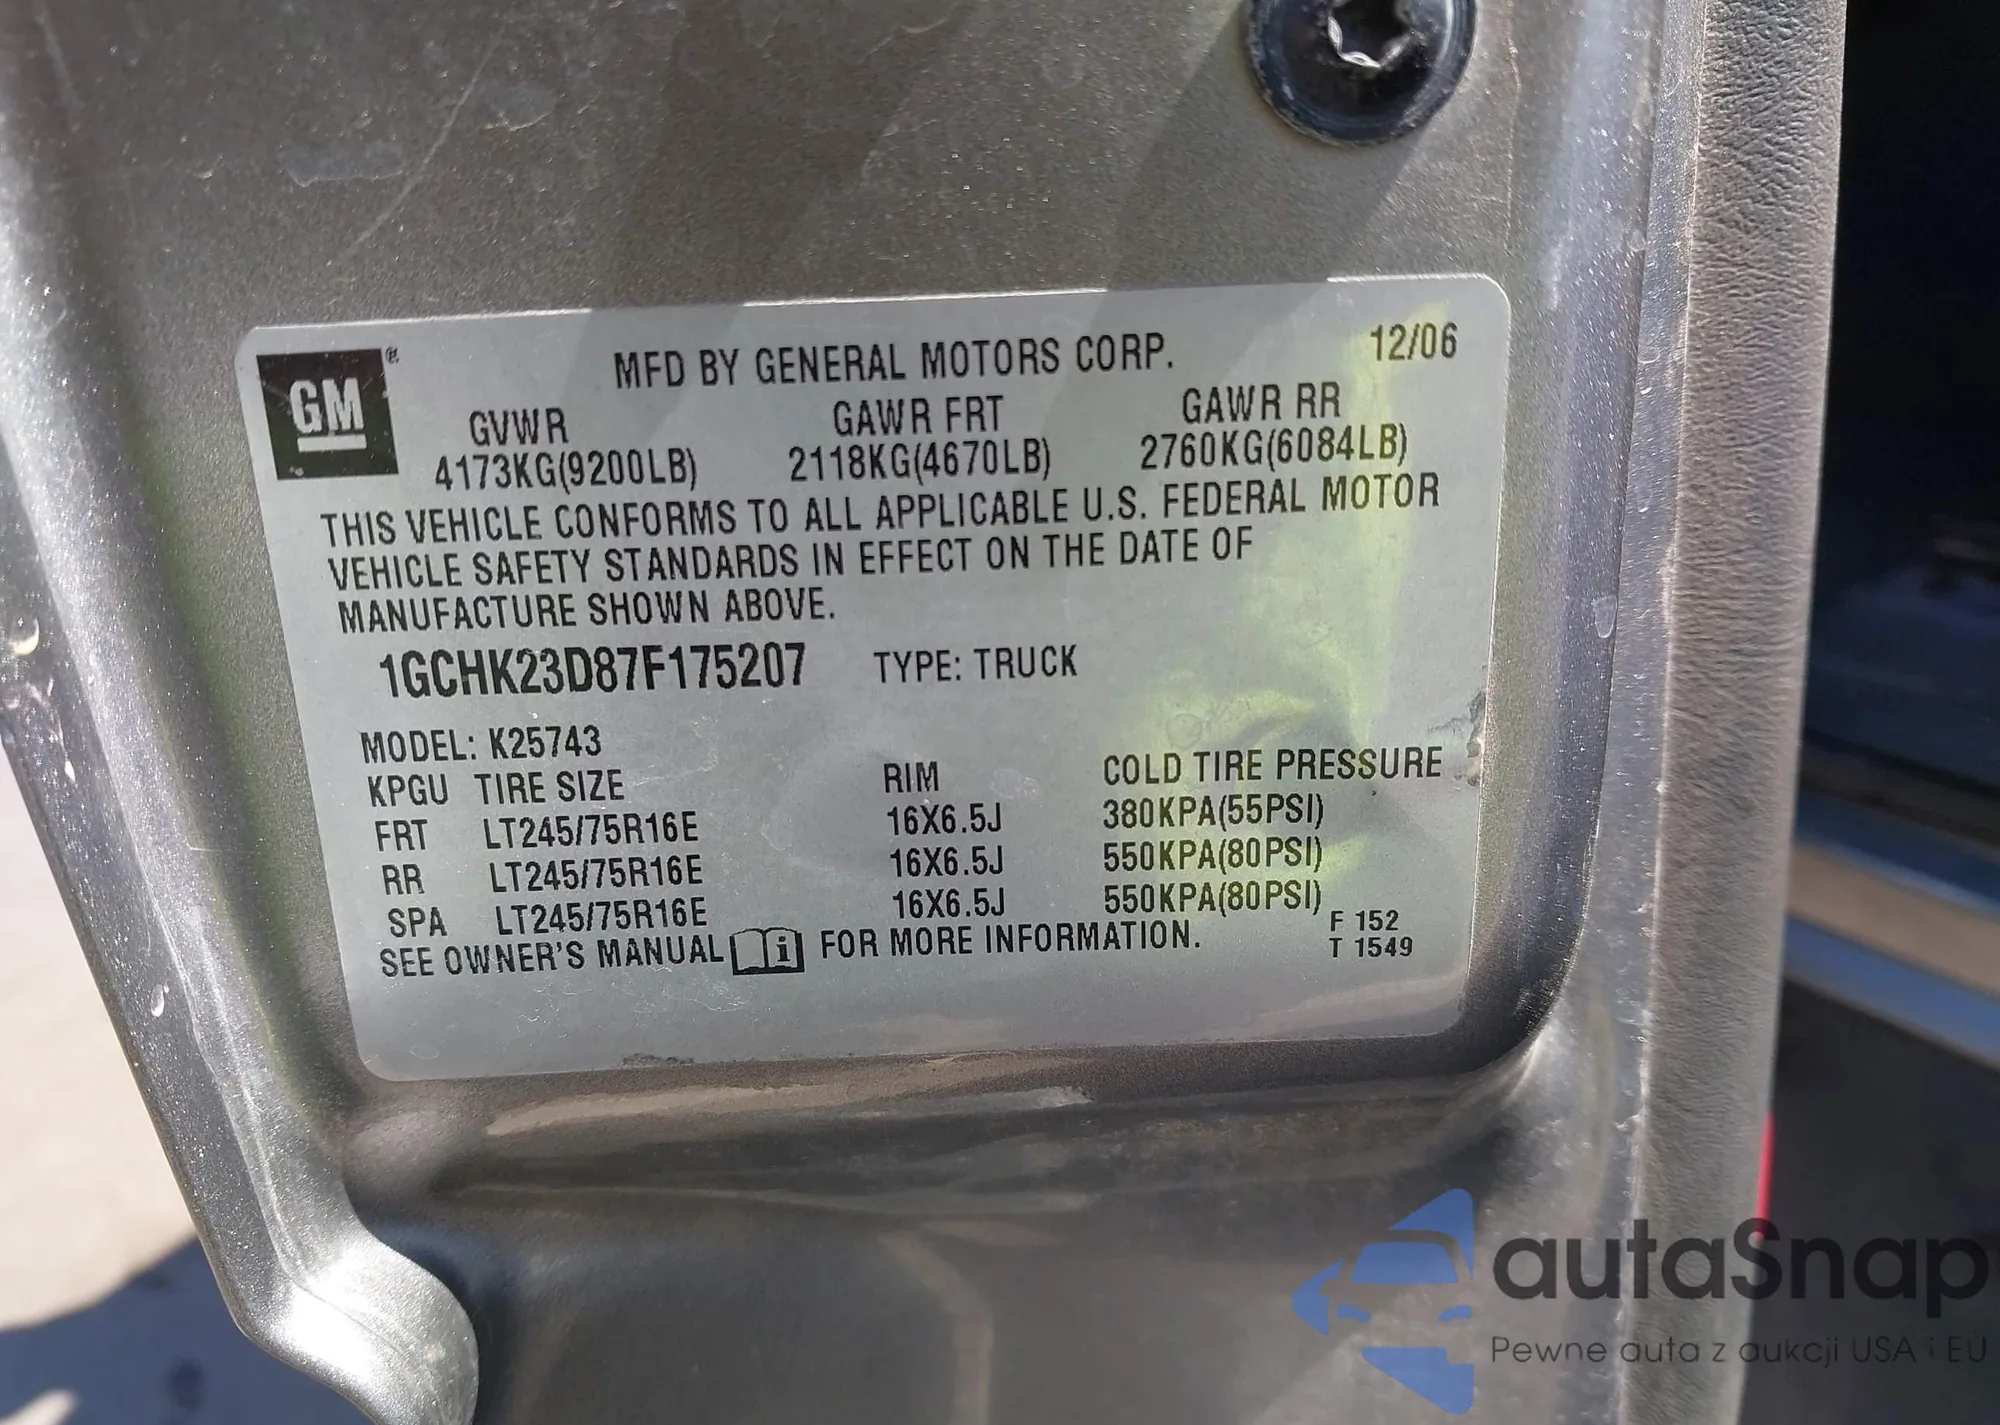 GM®
MFD BY GENERAL MOTORS CORP. 12/06
GVWR GAWR FRT GAWR RR
4173KG(9200LB) 2118KG(4670LB) 2760KG(6084LB)
THIS VEHICLE CONFORMS TO ALL APPLICABLE U.S. FEDERAL MOTOR
VEHICLE SAFETY STANDARDS IN EFFECT ON THE DATE OF
MANUFACTURE SHOWN ABOVE.
1GCHK23D87F175207 TYPE: TRUCK
MODEL: K25743
KPGU TIRE SIZE RIM COLD TIRE PRESSURE
FRT LT245/75R16E 16X6.5J 380KPA(55PSI)
RR LT245/75R16E 16X6.5J 550KPA(80PSI)
SPA LT245/75R16E 16X6.5J 550KPA(80PSI)
SEE OWNER'S MANUAL i FOR MORE INFORMATION.
F 152
T 1549
autaSnap
Pewne auta z aukcji USA i EU